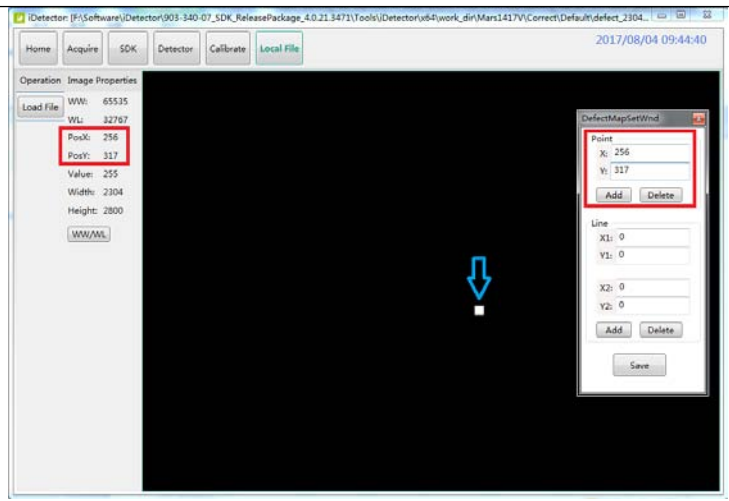 iDetector: [F:\Software\iDetector\903-340-07_SDK_ReleasePackage_4.0.21.3471\Tools\iDetector\x64\work_dir\Mars1417V\Correct\Default\defect_2304...
Home Acquire SDK Detector Calibrate Local File
2017/08/04 09:44:40
Operation Image Properties
Load File
WW: 65535
WL: 32767
PosX: 256
PosY: 317
Value: 255
Width: 2304
Height: 2800
WW/WL
DefectMapSetWnd
Point
X: 256
Y: 317
Add Delete
Line
X1: 0
Y1: 0
X2: 0
Y2: 0
Add Delete
Save